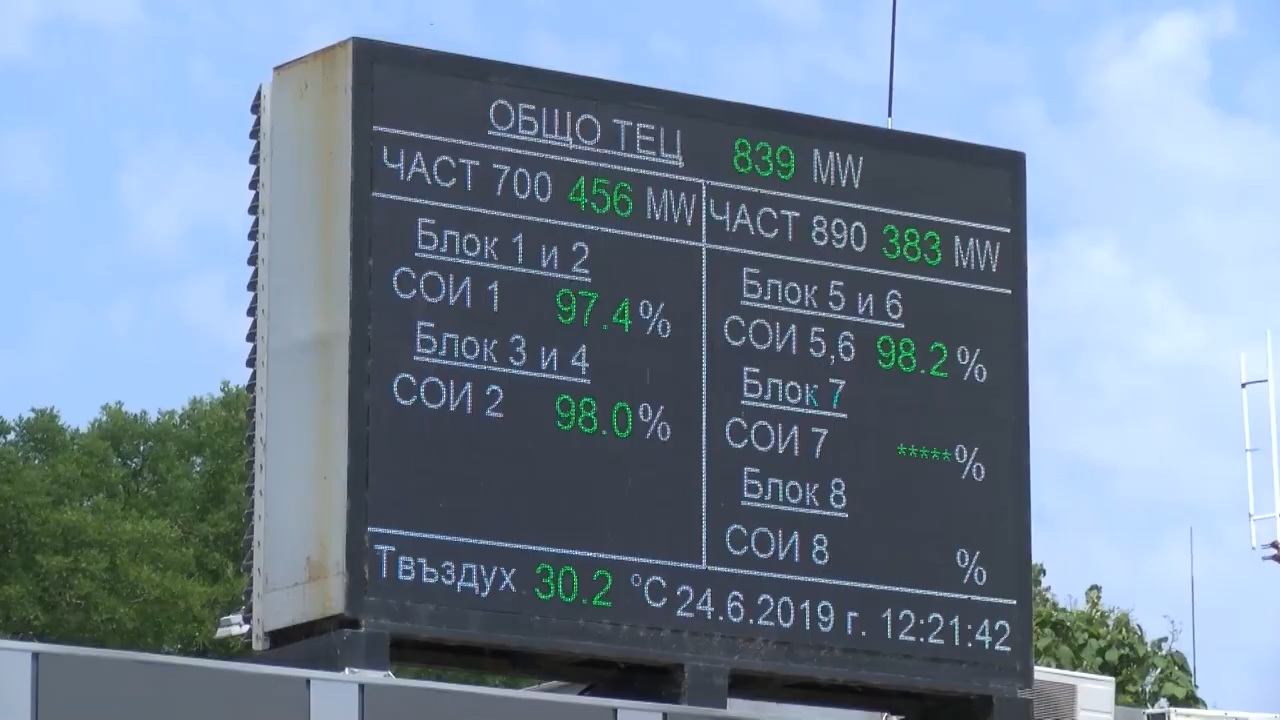 ОБЩО ТЕЦ 839 MW
ЧАСТ 700 456 MW
Блок 1 и 2
СОИ 1 97.4 %
Блок 3 и 4
СОИ 2 98.0 %
ЧАСТ 890 383 MW
Блок 5 и 6
СОИ 5,6 98.2 %
Блок 7
СОИ 7 *****%
Блок 8
СОИ 8 %
Твъздух 30.2 °C 24.6.2019 г. 12:21:42